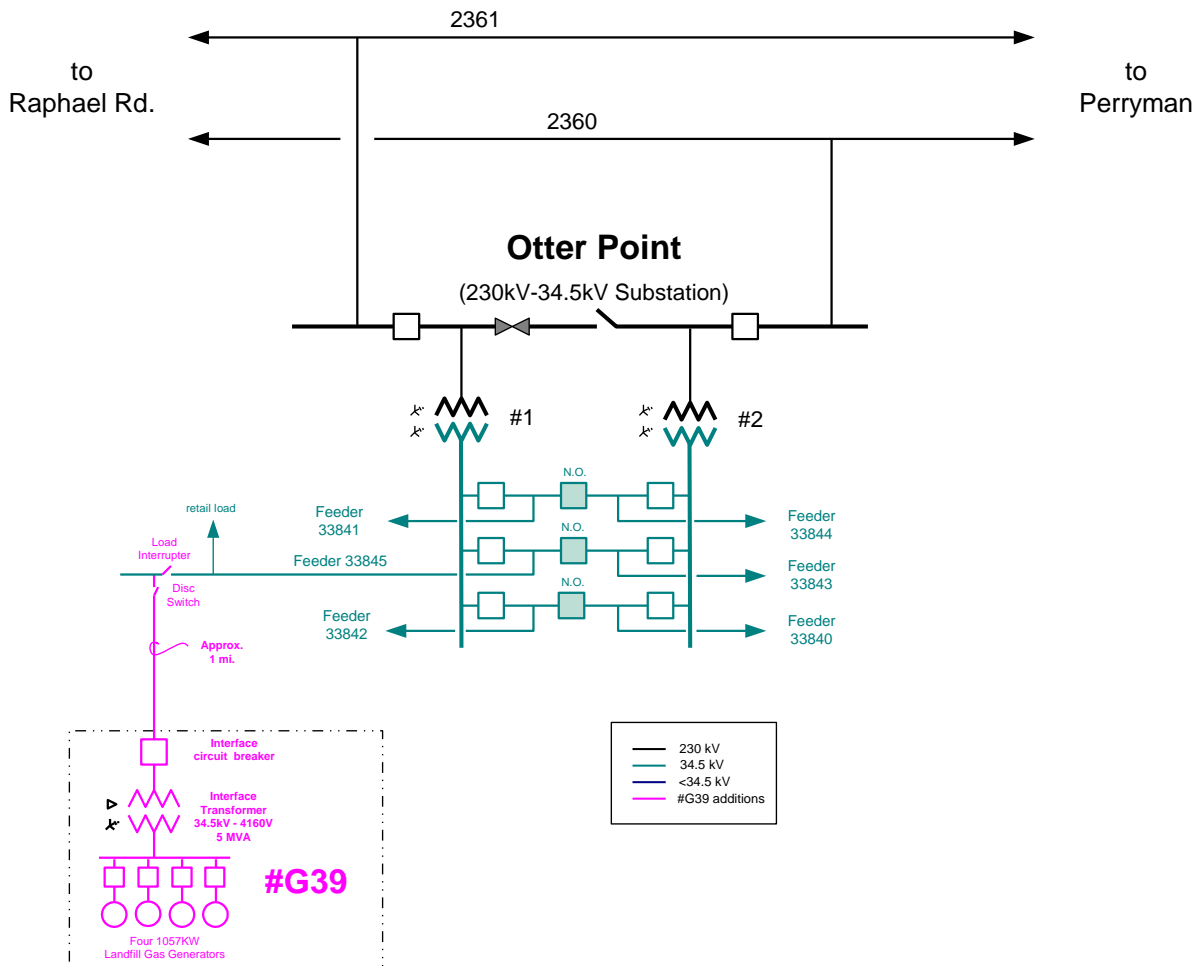 2361
to
Raphael Rd.
to
Perryman
2360
Otter Point
(230kV-34.5kV Substation)
#1
#2
N.O.
retail load
Feeder
33841
Feeder
33844
N.O.
Load
Interrupter
Feeder 33845
Feeder
33843
Disc
Switch
N.O.
Feeder
33842
Feeder
33840
Approx.
1 mi.
Interface
circuit breaker
230 kV
34.5 kV
<34.5 kV
#G39 additions
Interface
Transformer
34.5kV - 4160V
5 MVA
#G39
Four 1057KW
Landfill Gas Generators